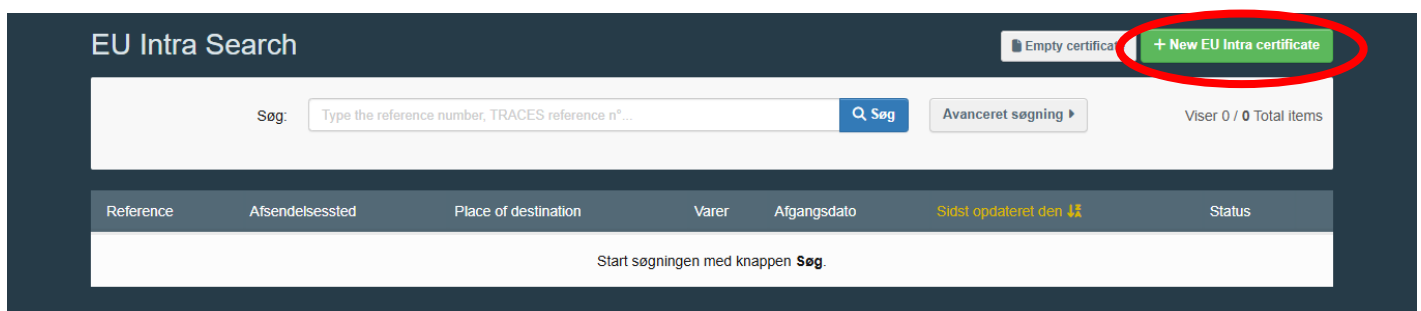 EU Intra Search
Empty certificat
+ New EU Intra certificate
Søg:
Type the reference number, TRACES reference n°...
Søg
Avanceret søgning
Viser 0 / 0 Total items
Reference Afsendelsessted Place of destination Varer Afgangsdato Sidst opdateret den Status
Start søgningen med knappen Søg.